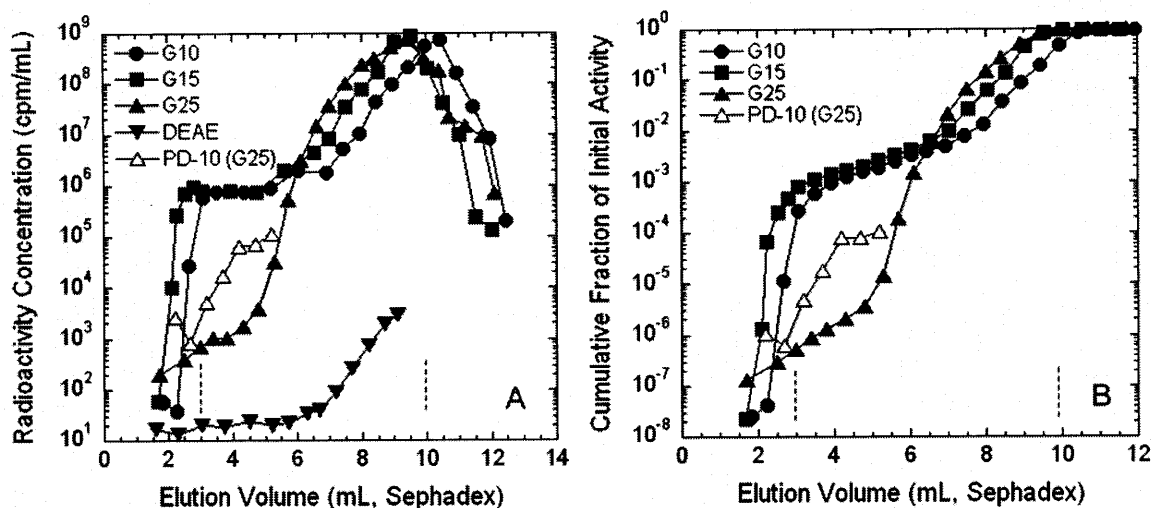 Radioactivity Concentration (cpm/mL)
10⁹
10⁸
10⁷
10⁶
10⁵
10⁴
10³
10²
10¹
G10
G15
G25
DEAE
PD-10 (G25)
A
0 2 4 6 8 10 12 14
Elution Volume (mL, Sephadex)
Cumulative Fraction of Initial Activity
10⁰
10⁻¹
10⁻²
10⁻³
10⁻⁴
10⁻⁵
10⁻⁶
10⁻⁷
10⁻⁸
G10
G15
G25
PD-10 (G25)
B
0 2 4 6 8 10 12
Elution Volume (mL, Sephadex)